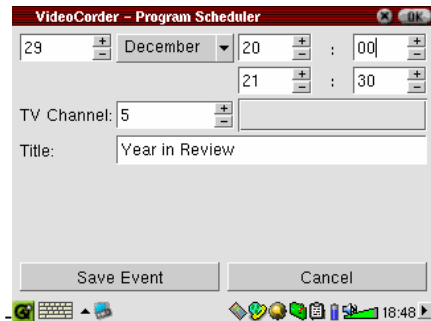 VideoCorder – Program Scheduler OK
29 December 20 : 00
21 : 30
TV Channel: 5
Title: Year in Review
Save Event Cancel
18:48